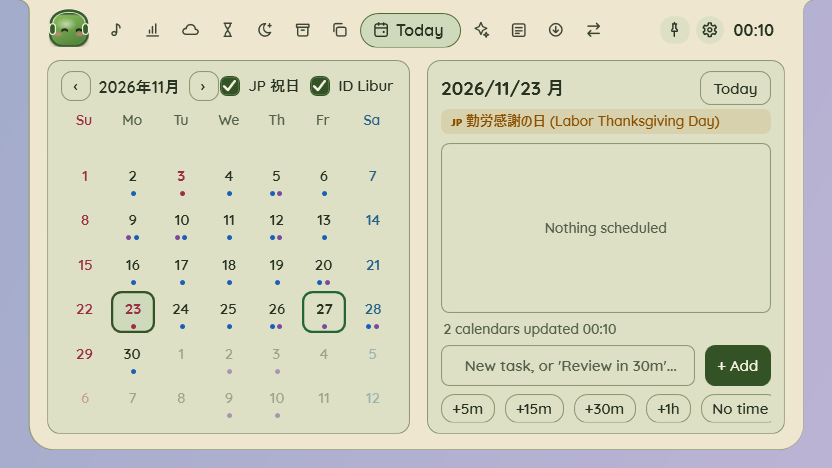 Today 00:10
‹ 2026年11月 › JP 祝日 ID Libur
Su Mo Tu We Th Fr Sa
1 2 3 4 5 6 7
8 9 10 11 12 13 14
15 16 17 18 19 20 21
22 23 24 25 26 27 28
29 30 1 2 3 4 5
6 7 8 9 10 11 12
2026/11/23 月 Today
JP 勤労感謝の日 (Labor Thanksgiving Day)
Nothing scheduled
2 calendars updated 00:10
New task, or 'Review in 30m'... + Add
+5m +15m +30m +1h No time